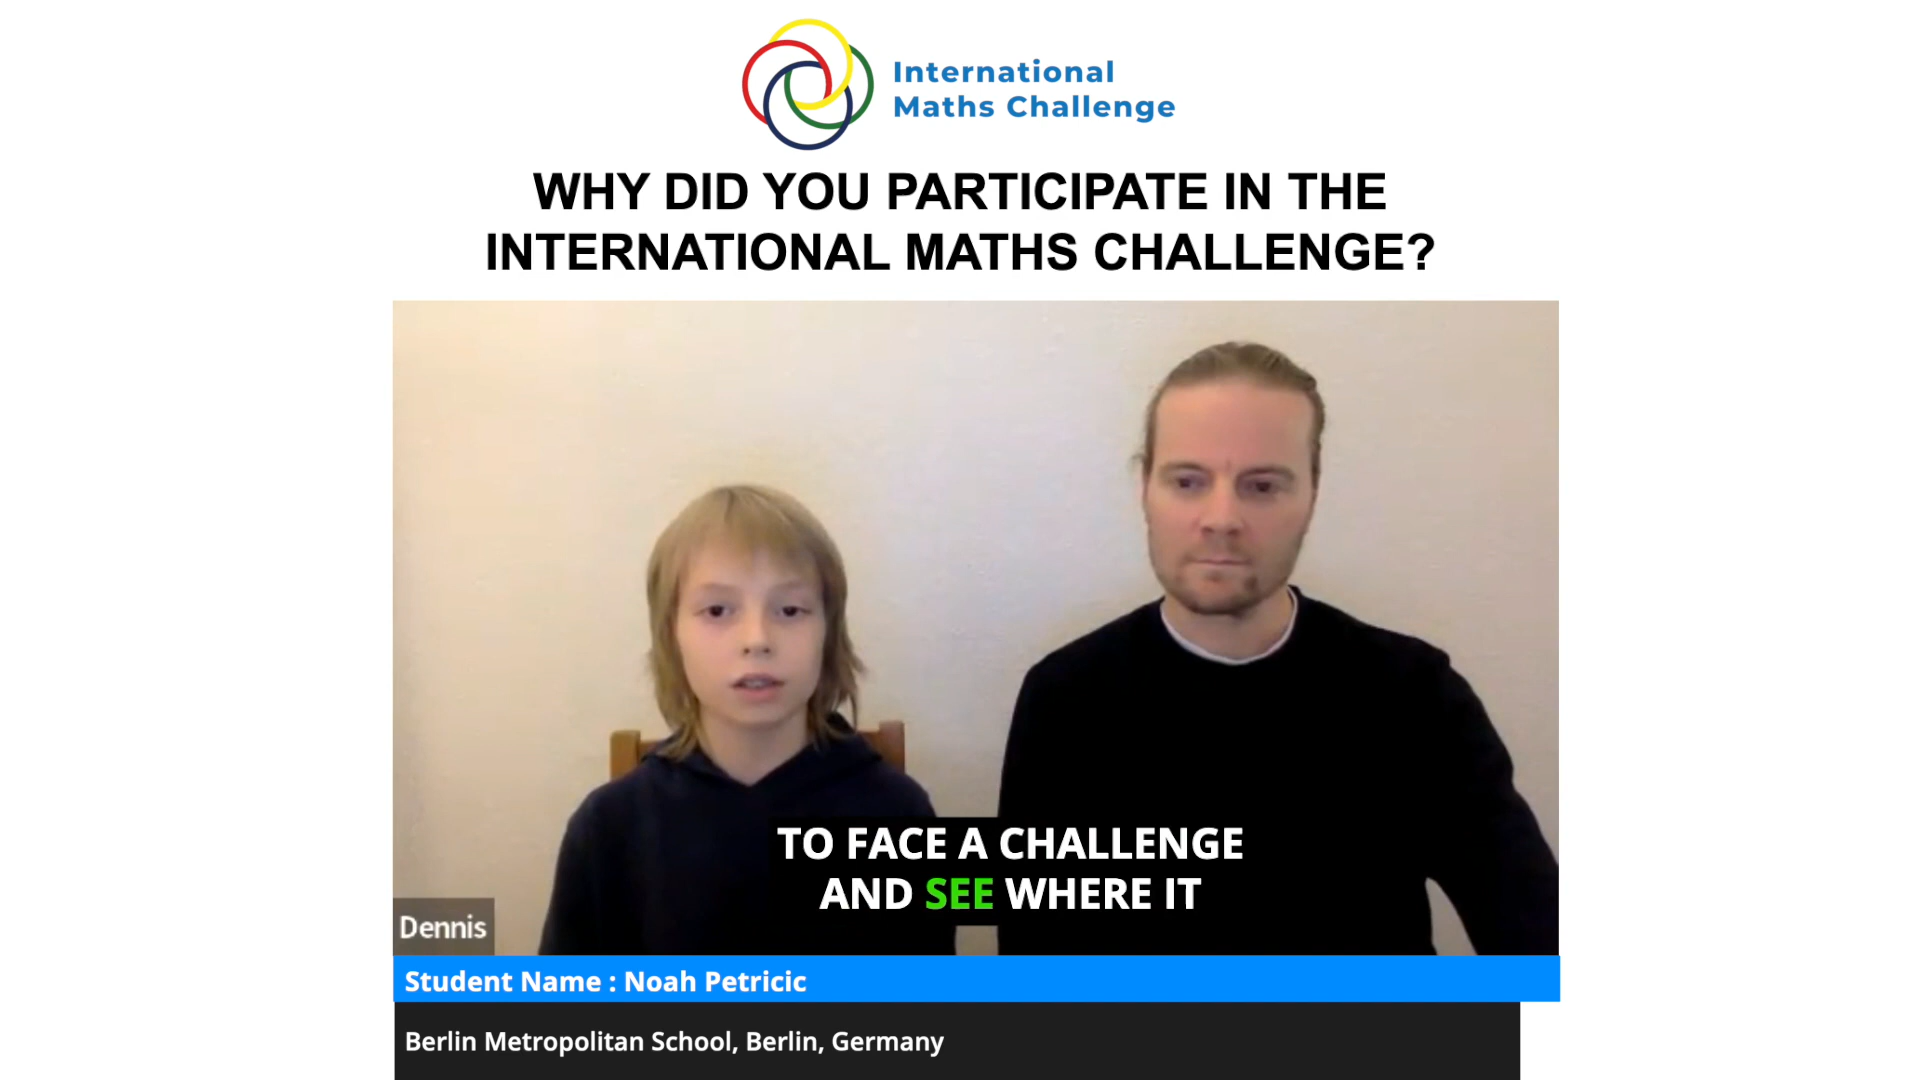 International
Maths Challenge
WHY DID YOU PARTICIPATE IN THE
INTERNATIONAL MATHS CHALLENGE?
TO FACE A CHALLENGE
AND SEE WHERE IT
Dennis
Student Name : Noah Petricic
Berlin Metropolitan School, Berlin, Germany